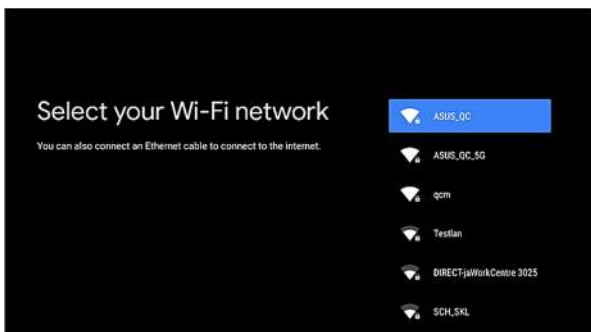 Select your Wi-Fi network
You can also connect an Ethernet cable to connect to the internet.
ASUS_QC
ASUS_QC_5G
qcm
Testlan
DIRECT-jaWorkCentre 3025
SCH_SKL